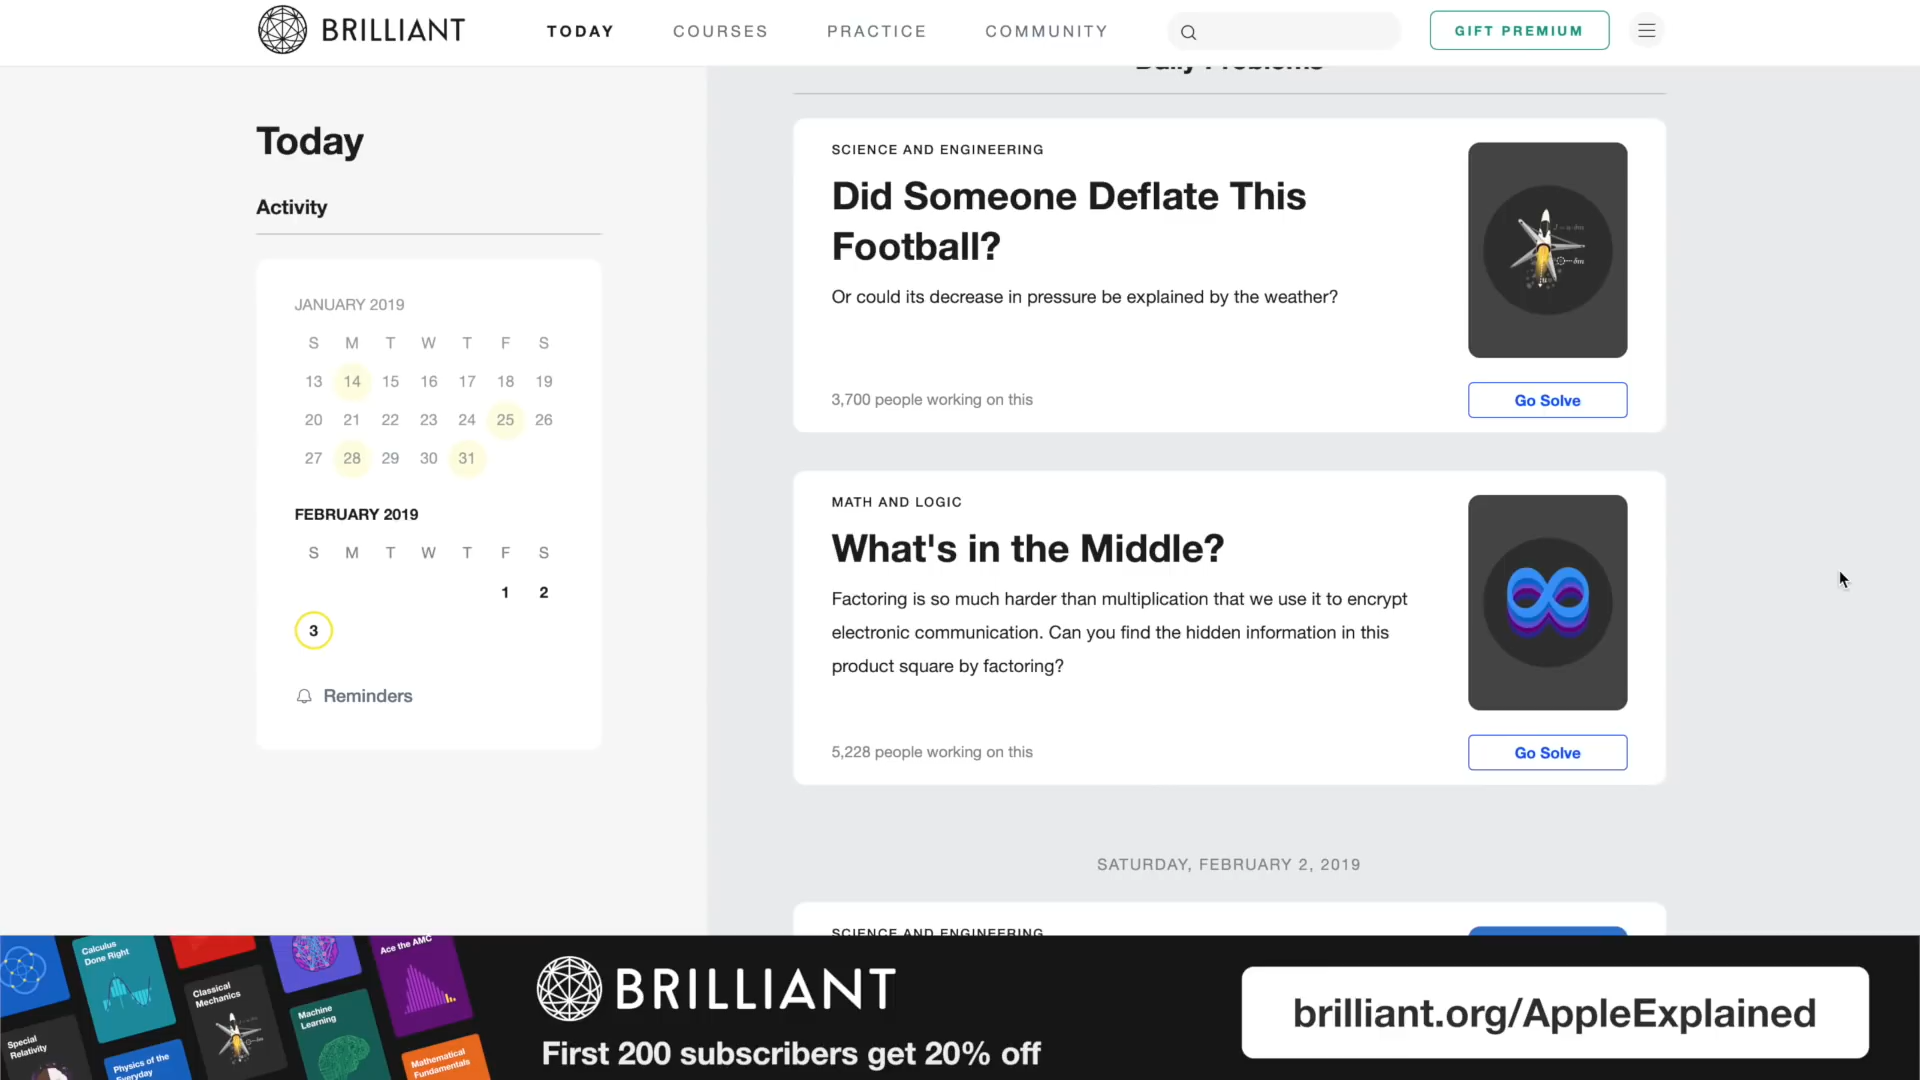 BRILLIANT
TODAY
COURSES
PRACTICE
COMMUNITY
GIFT PREMIUM
Today
Activity
JANUARY 2019
S M T W T F S
13 14 15 16 17 18 19
20 21 22 23 24 25 26
27 28 29 30 31
FEBRUARY 2019
S M T W T F S
1 2
3
Reminders
Daily Problems
SCIENCE AND ENGINEERING
Did Someone Deflate This
Football?
Or could its decrease in pressure be explained by the weather?
3,700 people working on this
Go Solve
MATH AND LOGIC
What's in the Middle?
Factoring is so much harder than multiplication that we use it to encrypt
electronic communication. Can you find the hidden information in this
product square by factoring?
5,228 people working on this
Go Solve
SATURDAY, FEBRUARY 2, 2019
SCIENCE AND ENGINEERING
Calculus
Done Right
Ace the AMC
Classical
Mechanics
Machine
Learning
Special
Relativity
Physics of the
Everyday
Mathematical
Fundamentals
BRILLIANT
First 200 subscribers get 20% off
brilliant.org/AppleExplained